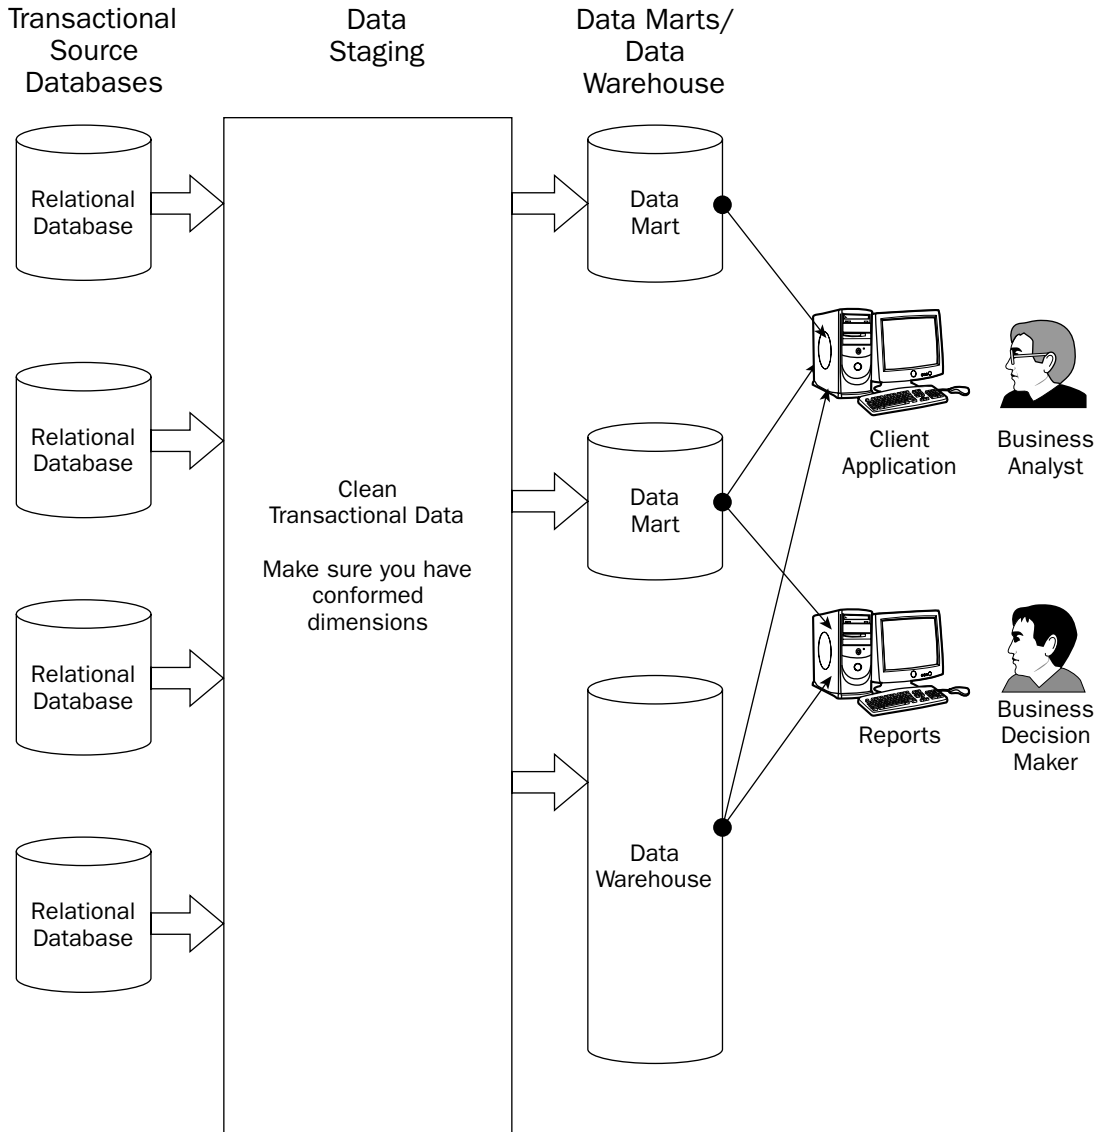 Transactional
Source
Databases
Data
Staging
Data Marts/
Data
Warehouse
Relational
Database
Relational
Database
Relational
Database
Relational
Database
Clean
Transactional Data
Make sure you have
conformed
dimensions
Data
Mart
Data
Mart
Data
Warehouse
Client
Application
Business
Analyst
Reports
Business
Decision
Maker